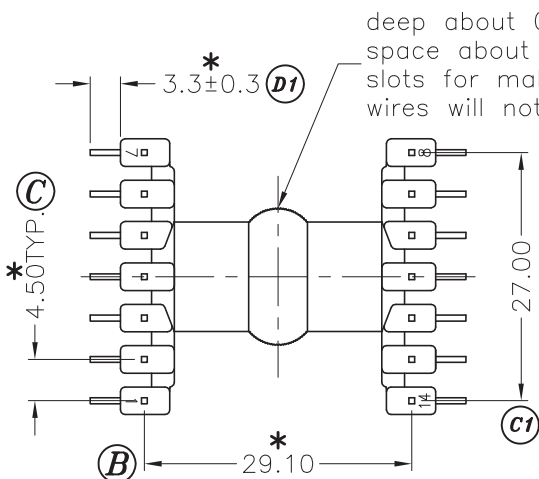 deep about
space about
slots for
wires will not
* 3.3±0.3 D1
7
8
C
* 4.50TYP.
27.00
1
14
C1
*
B 29.10